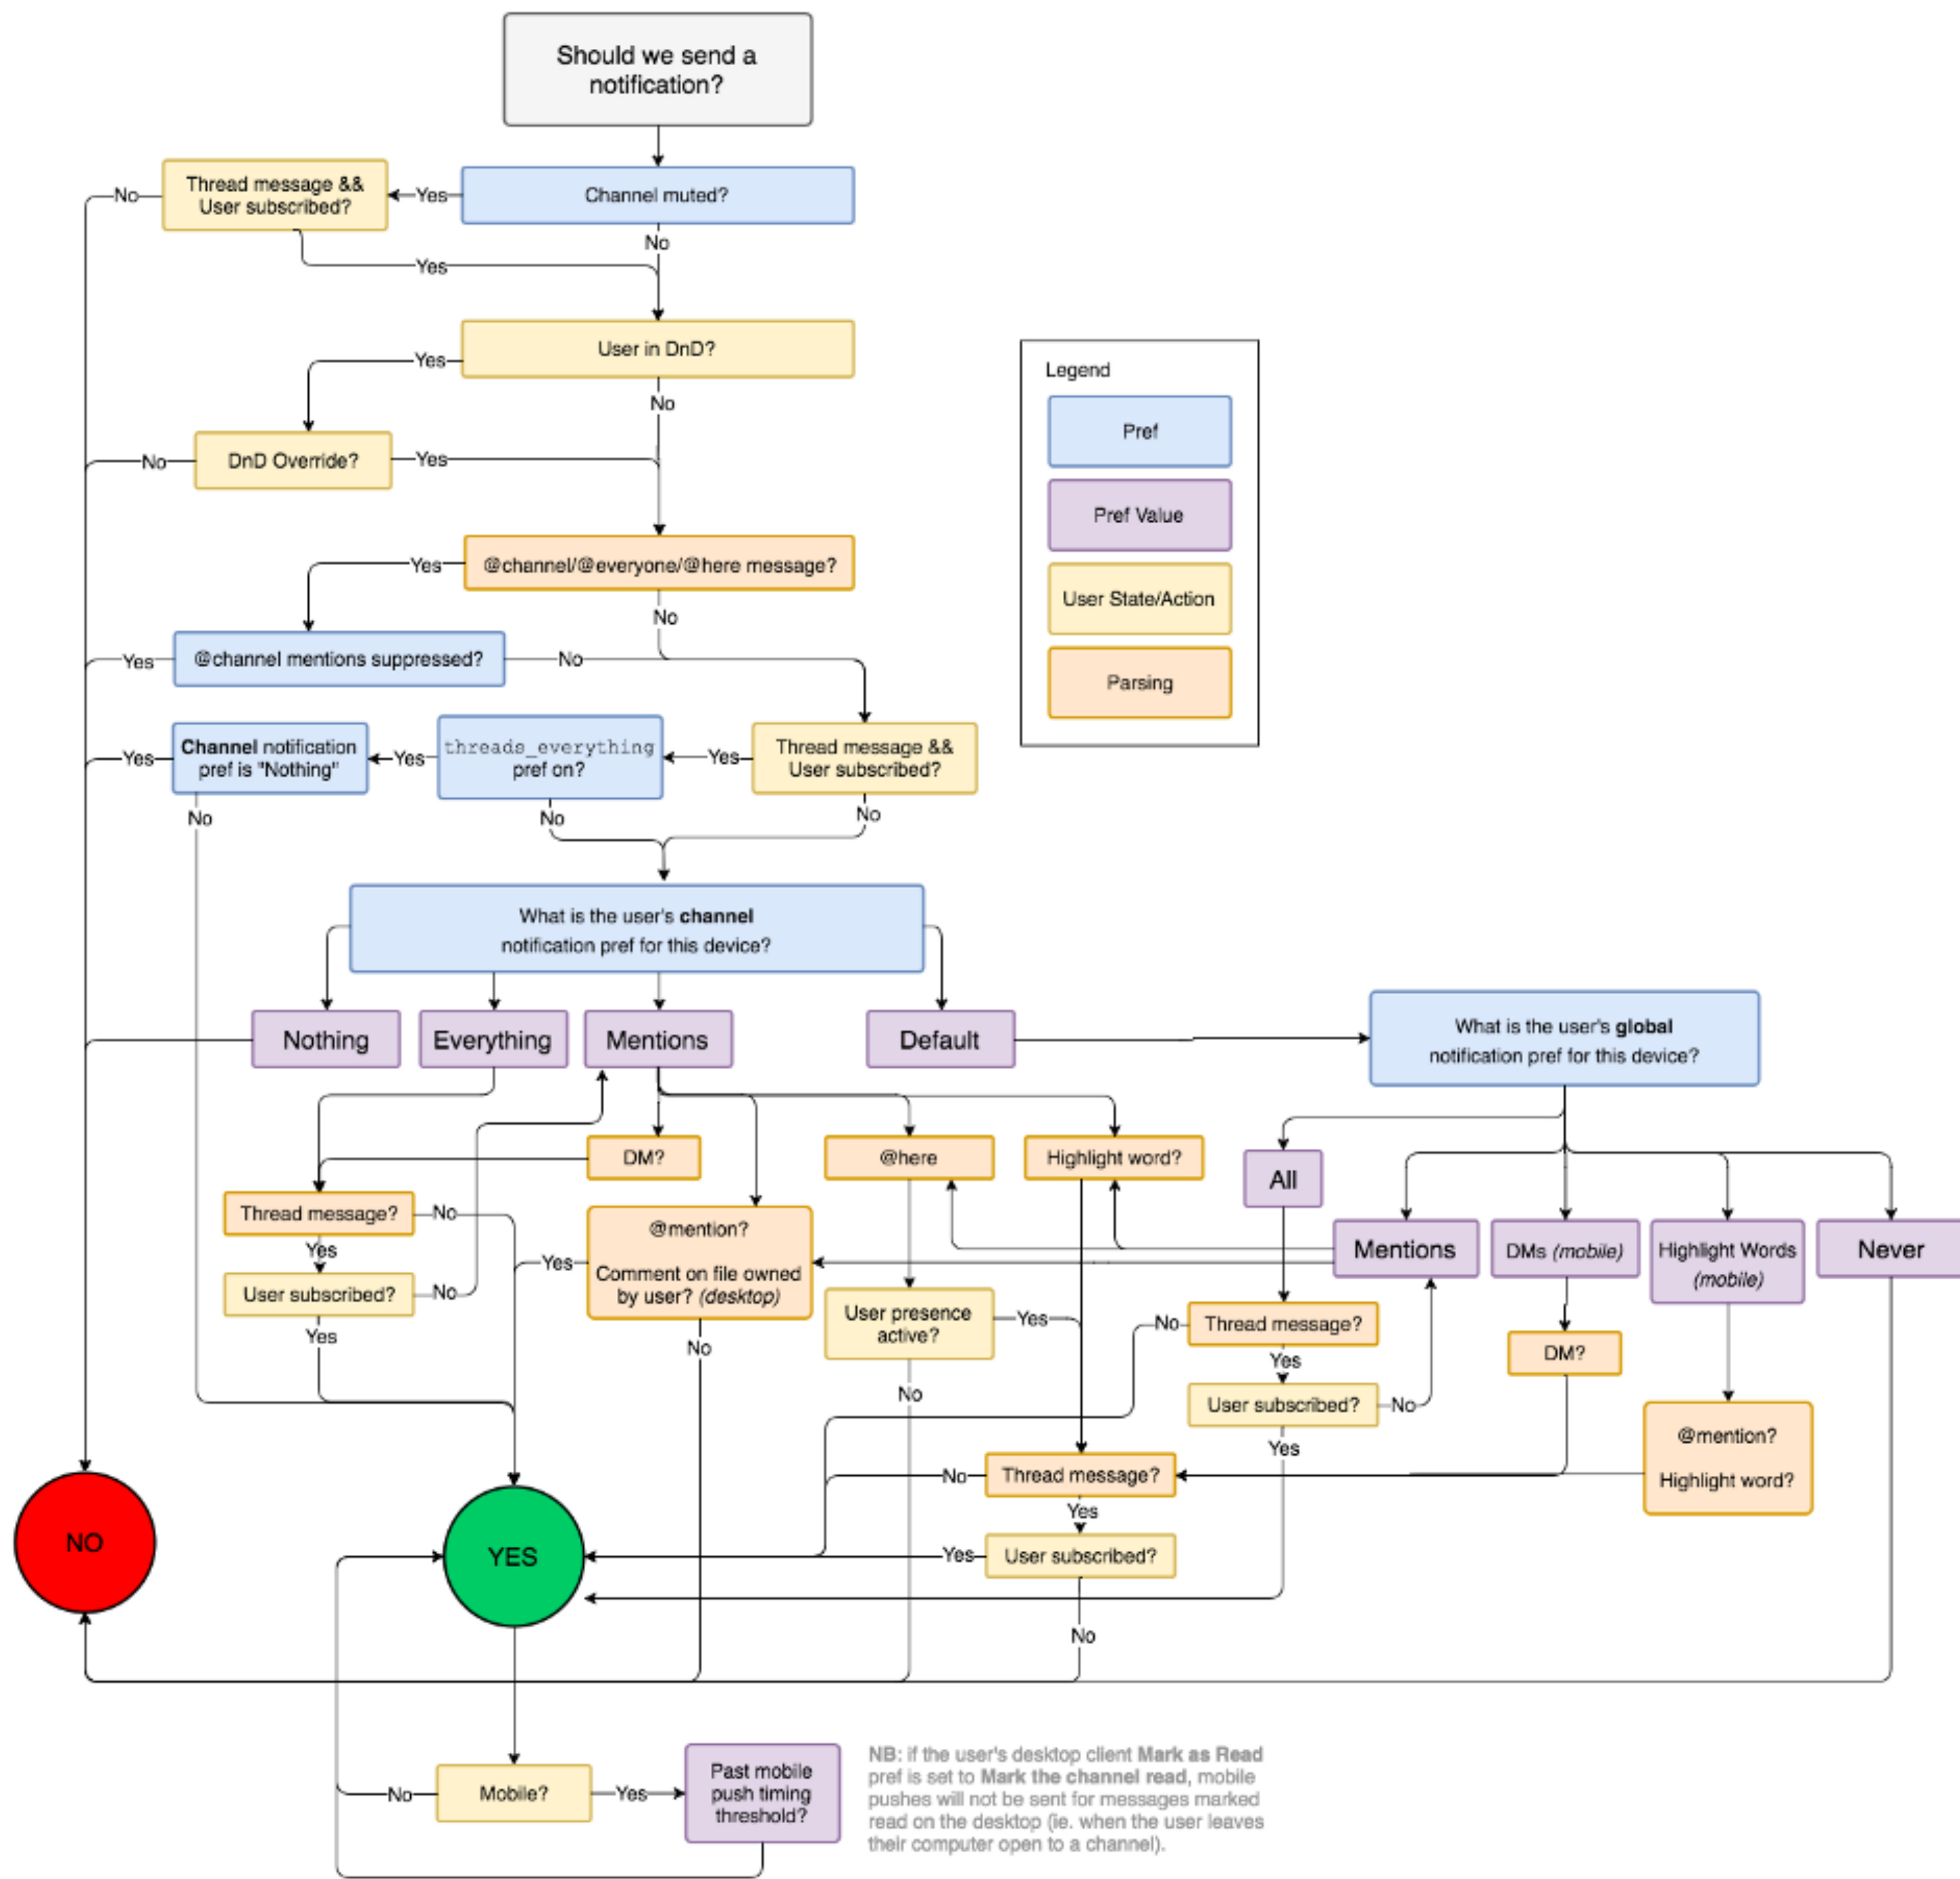 Should we send a
notification?
Thread message &&
User subscribed?
No
Yes
Channel muted?
No
Yes
User in DnD?
Yes
No
Legend
Pref
Pref Value
User State/Action
Parsing
No
DnD Override?
Yes
@channel/@everyone/@here message?
Yes
No
Yes
@channel mentions suppressed?
No
Yes
Channel notification
pref is "Nothing"
Yes
threads_everything
pref on?
Yes
Thread message &&
User subscribed?
No
No
No
What is the user's channel
notification pref for this device?
Nothing
Everything
Mentions
Default
What is the user's global
notification pref for this device?
DM?
@here
Highlight word?
All
Thread message?
No
Yes
User subscribed?
No
Yes
Yes
@mention?
Comment on file owned
by user? (desktop)
No
User presence
active?
Yes
No
Mentions
DMs (mobile)
Highlight Words
(mobile)
Never
No
Thread message?
Yes
User subscribed?
No
Yes
DM?
@mention?
Highlight word?
No
Thread message?
Yes
Yes
User subscribed?
No
NO
YES
No
Mobile?
Yes
Past mobile
push timing
threshold?
NB: if the user's desktop client Mark as Read
pref is set to Mark the channel read, mobile
pushes will not be sent for messages marked
read on the desktop (ie. when the user leaves
their computer open to a channel).